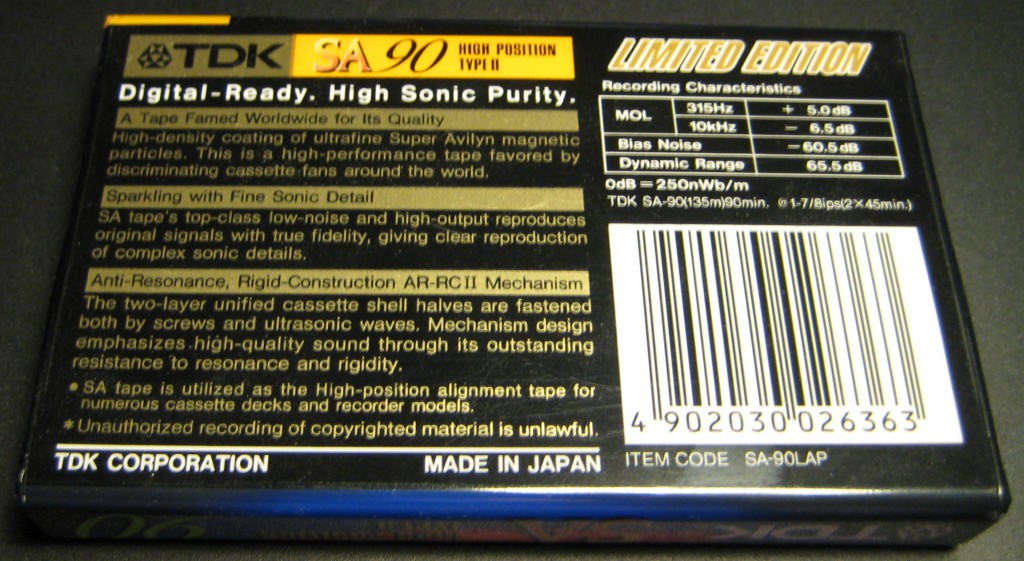 TDK SA 90 HIGH POSITION TYPE II
Digital-Ready. High Sonic Purity.
A Tape Famed Worldwide for Its Quality
High-density coating of ultrafine Super Avilyn magnetic
particles. This is a high-performance tape favored by
discriminating cassette fans around the world.
Sparkling with Fine Sonic Detail
SA tape's top-class low-noise and high-output reproduces
original signals with true fidelity, giving clear reproduction
of complex sonic details.
Anti-Resonance, Rigid-Construction AR-RCII Mechanism
The two-layer unified cassette shell halves are fastened
both by screws and ultrasonic waves. Mechanism design
emphasizes high-quality sound through its outstanding
resistance to resonance and rigidity.
• SA tape is utilized as the High-position alignment tape for
numerous cassette decks and recorder models.
* Unauthorized recording of copyrighted material is unlawful.
TDK CORPORATION MADE IN JAPAN
LIMITED EDITION
Recording Characteristics
MOL 315Hz + 5.0dB
10kHz − 6.5dB
Bias Noise −60.5dB
Dynamic Range 65.5dB
0dB=250nWb/m
TDK SA-90(135m)90min. @1-7/8ips(2×45min.)
4 902030 026363
ITEM CODE SA-90LAP
TDK SA 90